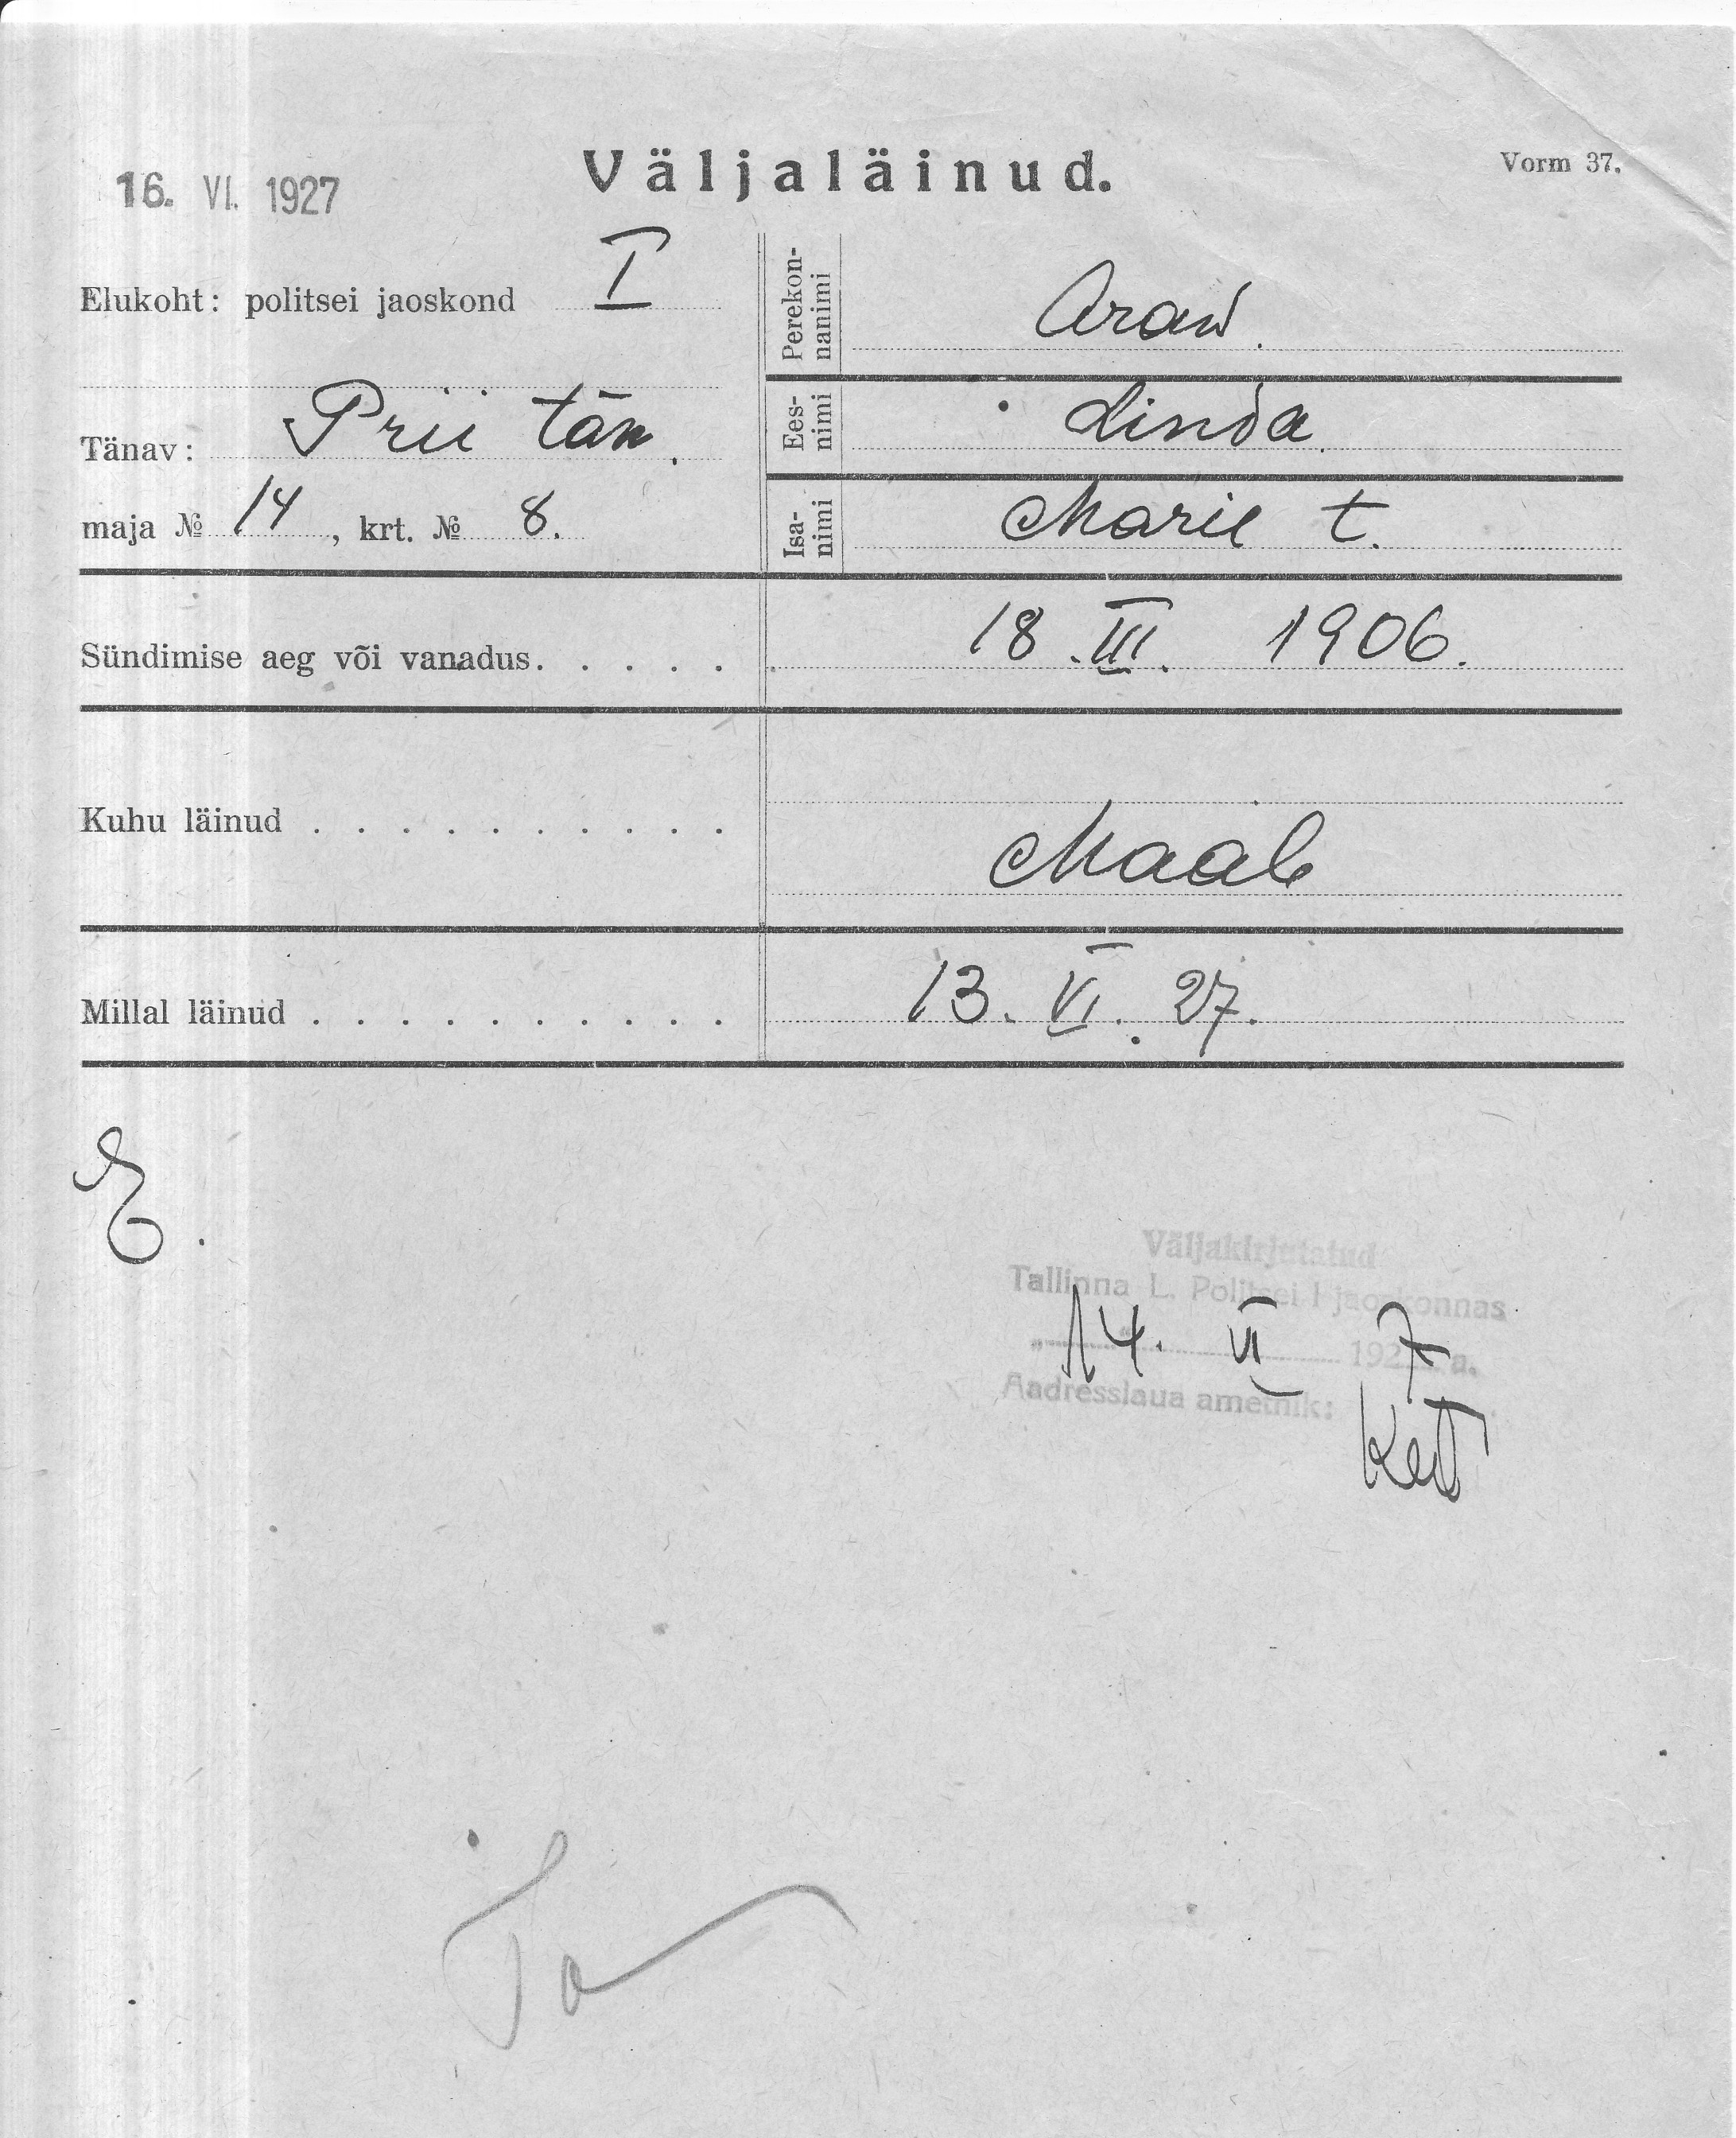 16. VI. 1927
Väljaläinud.
Vorm 37.
Elukoht: politsei jaoskond I
Tänav: Prii tän.
maja № 14, krt. № 8.
Perekon-
nanimi
Araw.
Ees-
nimi
Linda.
Isa-
nimi
Marie t.
Sündimise aeg või vanadus. . . . . . 18. III. 1906.
Kuhu läinud . . . . . . . . . . Maale
Millal läinud . . . . . . . . . . 13. VI. 27.
E.
Väljakirjutatud
Tallinna L. Politsei I jaoskonnas
14. VI 1927 a.
Aadresslaua ametnik: